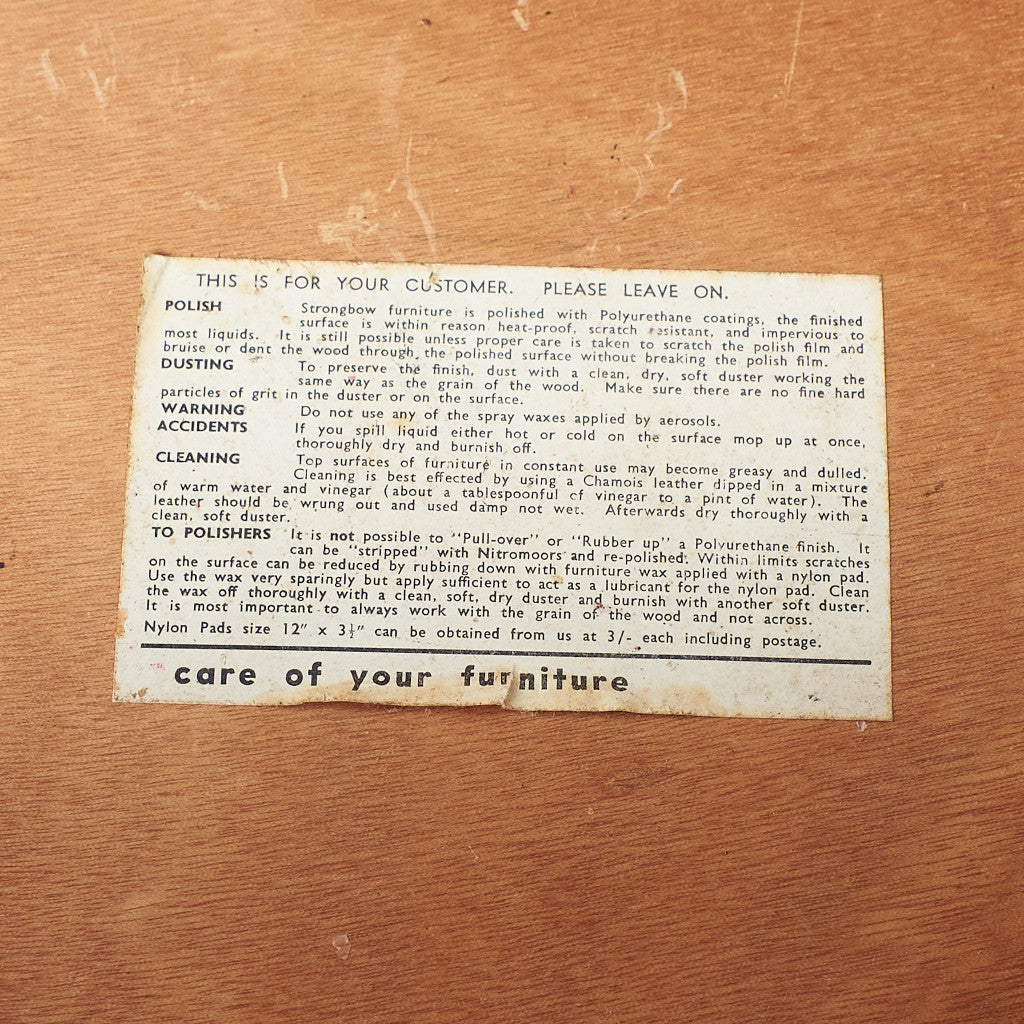 THIS IS FOR YOUR CUSTOMER. PLEASE LEAVE ON.
POLISH Strongbow furniture is polished with Polyurethane coatings, the finished
surface is within reason heat-proof, scratch resistant, and impervious to
most liquids. It is still possible unless proper care is taken to scratch the polish film and
bruise or dent the wood through the polished surface without breaking the polish film.
DUSTING To preserve the finish, dust with a clean, dry, soft duster working the
same way as the grain of the wood. Make sure there are no fine hard
particles of grit in the duster or on the surface.
WARNING Do not use any of the spray waxes applied by aerosols.
ACCIDENTS If you spill liquid either hot or cold on the surface mop up at once,
thoroughly dry and burnish off.
CLEANING Top surfaces of furniture in constant use may become greasy and dulled.
Cleaning is best effected by using a Chamois leather dipped in a mixture
of warm water and vinegar (about a tablespoonful of vinegar to a pint of water). The
leather should be wrung out and used damp not wet. Afterwards dry thoroughly with a
clean, soft duster.
TO POLISHERS It is not possible to "Pull-over" or "Rubber up" a Polyurethane finish. It
can be "stripped" with Nitromoors and re-polished. Within limits scratches
on the surface can be reduced by rubbing down with furniture wax applied with a nylon pad.
Use the wax very sparingly but apply sufficient to act as a lubricant for the nylon pad. Clean
the wax off thoroughly with a clean, soft, dry duster and burnish with another soft duster.
It is most important to always work with the grain of the wood and not across.
Nylon Pads size 12" x 3½" can be obtained from us at 3/- each including postage.
care of your furniture